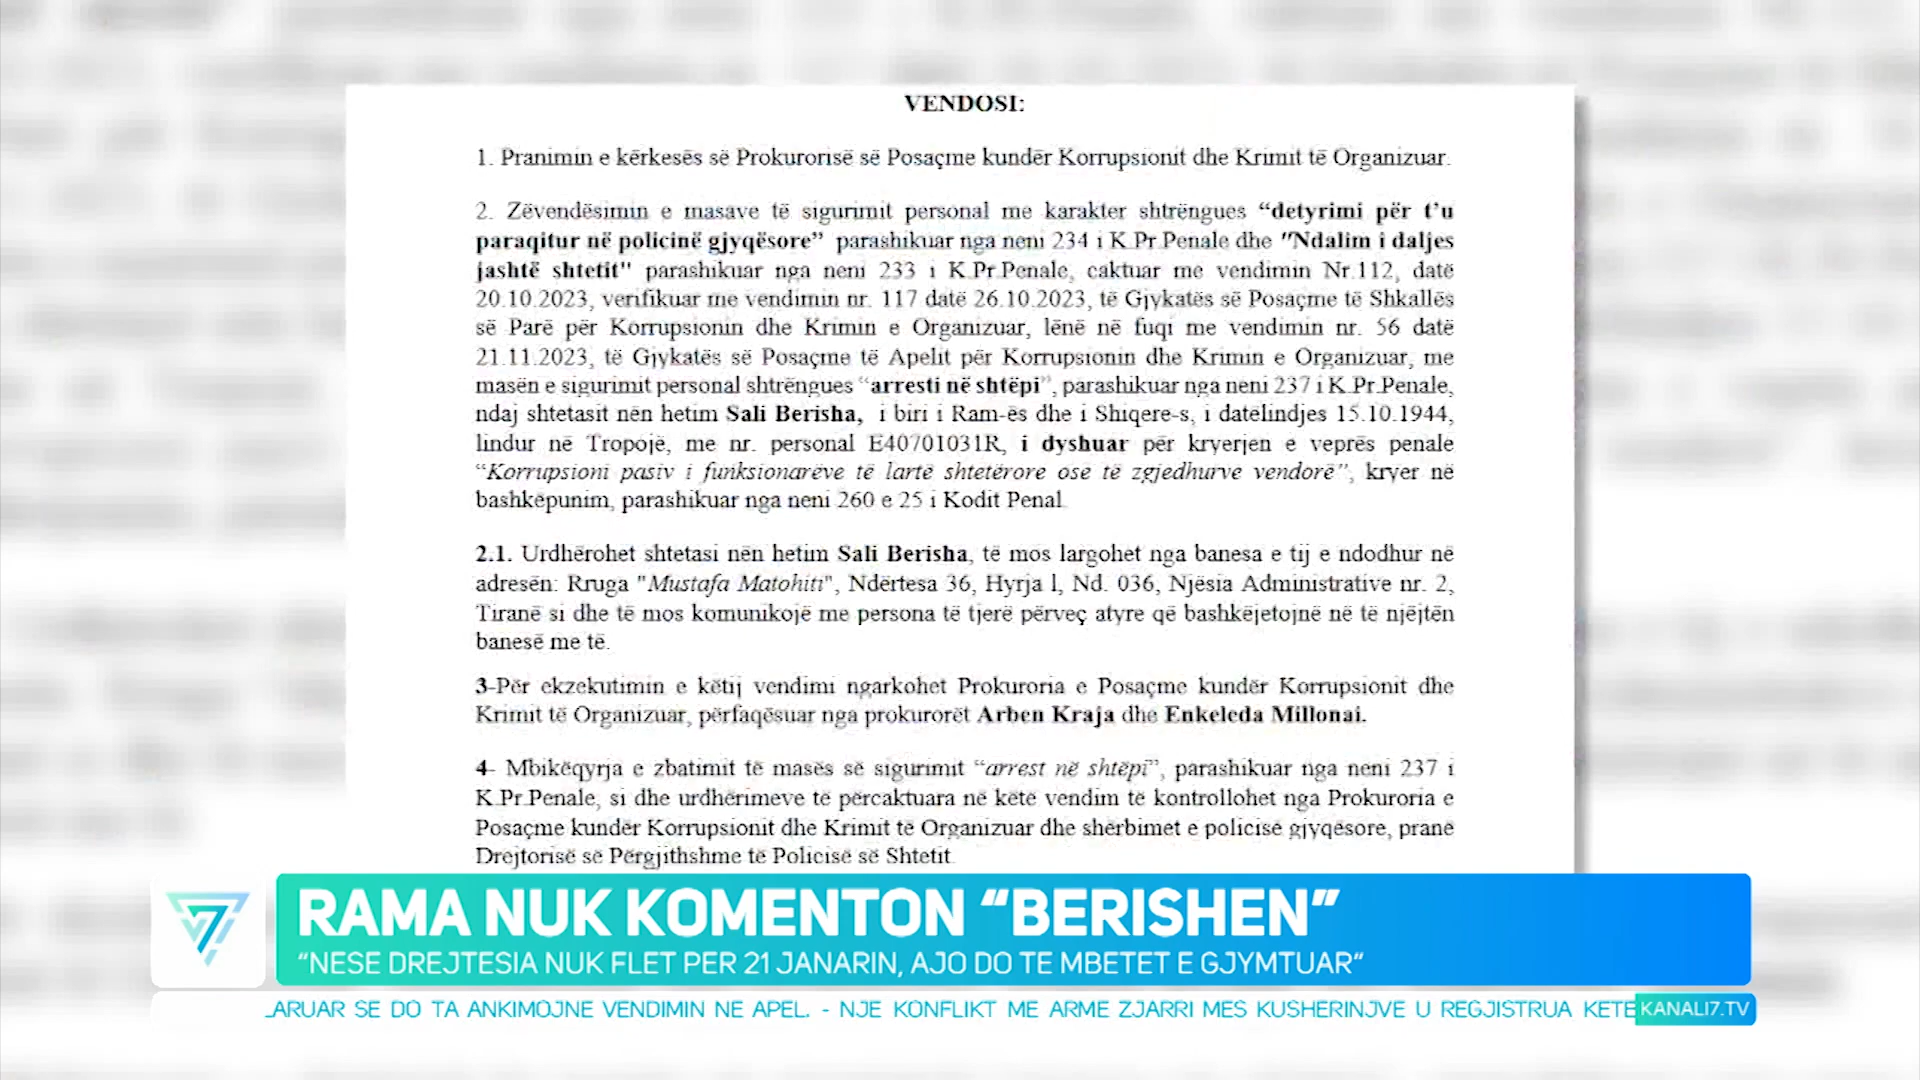 VENDOSI:
1. Pranimin e kërkesës së Prokurorisë së Posaçme kundër Korrupsionit dhe Krimit të Organizuar.
2. Zëvendësimin e masave të sigurimit personal me karakter shtrëngues “detyrimi për t’u
paraqitur në policinë gjyqësore” parashikuar nga neni 234 i K.Pr.Penale dhe "Ndalim i daljes
jashtë shtetit" parashikuar nga neni 233 i K.Pr.Penale, caktuar me vendimin Nr.112, datë
20.10.2023, verifikuar me vendimin nr. 117 datë 26.10.2023, të Gjykatës së Posaçme të Shkallës
së Parë për Korrupsionin dhe Krimin e Organizuar, lënë në fuqi me vendimin nr. 56 datë
21.11.2023, të Gjykatës së Posaçme të Apelit për Korrupsionin dhe Krimin e Organizuar, me
masën e sigurimit personal shtrëngues “arresti në shtëpi”, parashikuar nga neni 237 i K.Pr.Penale,
ndaj shtetasit nën hetim Sali Berisha, i biri i Ram-ës dhe i Shiqere-s, i datëlindjes 15.10.1944,
lindur në Tropojë, me nr. personal E40701031R, i dyshuar për kryerjen e veprës penale
“Korrupsioni pasiv i funksionarëve të lartë shtetërore ose të zgjedhurve vendorë”, kryer në
bashkëpunim, parashikuar nga neni 260 e 25 i Kodit Penal.
2.1. Urdhërohet shtetasi nën hetim Sali Berisha, të mos largohet nga banesa e tij e ndodhur në
adresën: Rruga "Mustafa Matohiti", Ndërtesa 36, Hyrja 1, Nd. 036, Njësia Administrative nr. 2,
Tiranë si dhe të mos komunikojë me persona të tjerë përveç atyre që bashkëjetojnë në të njëjtën
banesë me të.
3-Për ekzekutimin e këtij vendimi ngarkohet Prokuroria e Posaçme kundër Korrupsionit dhe
Krimit të Organizuar, përfaqësuar nga prokurorët Arben Kraja dhe Enkeleda Millonai.
4- Mbikëqyrja e zbatimit të masës së sigurimit “arrest në shtëpi”, parashikuar nga neni 237 i
K.Pr.Penale, si dhe urdhërimeve të përcaktuara në këtë vendim të kontrollohet nga Prokuroria e
Posaçme kundër Korrupsionit dhe Krimit të Organizuar dhe shërbimet e policisë gjyqësore, pranë
Drejtorisë së Përgjithshme të Policisë së Shtetit.
RAMA NUK KOMENTON “BERISHEN”
“NESE DREJTESIA NUK FLET PER 21 JANARIN, AJO DO TE MBETET E GJYMTUAR”
ARUAR SE DO TA ANKIMOJNE VENDIMIN NE APEL. - NJE KONFLIKT ME ARME ZJARRI MES KUSHERINJVE U REGJISTRUA KETE
KANALI7.TV